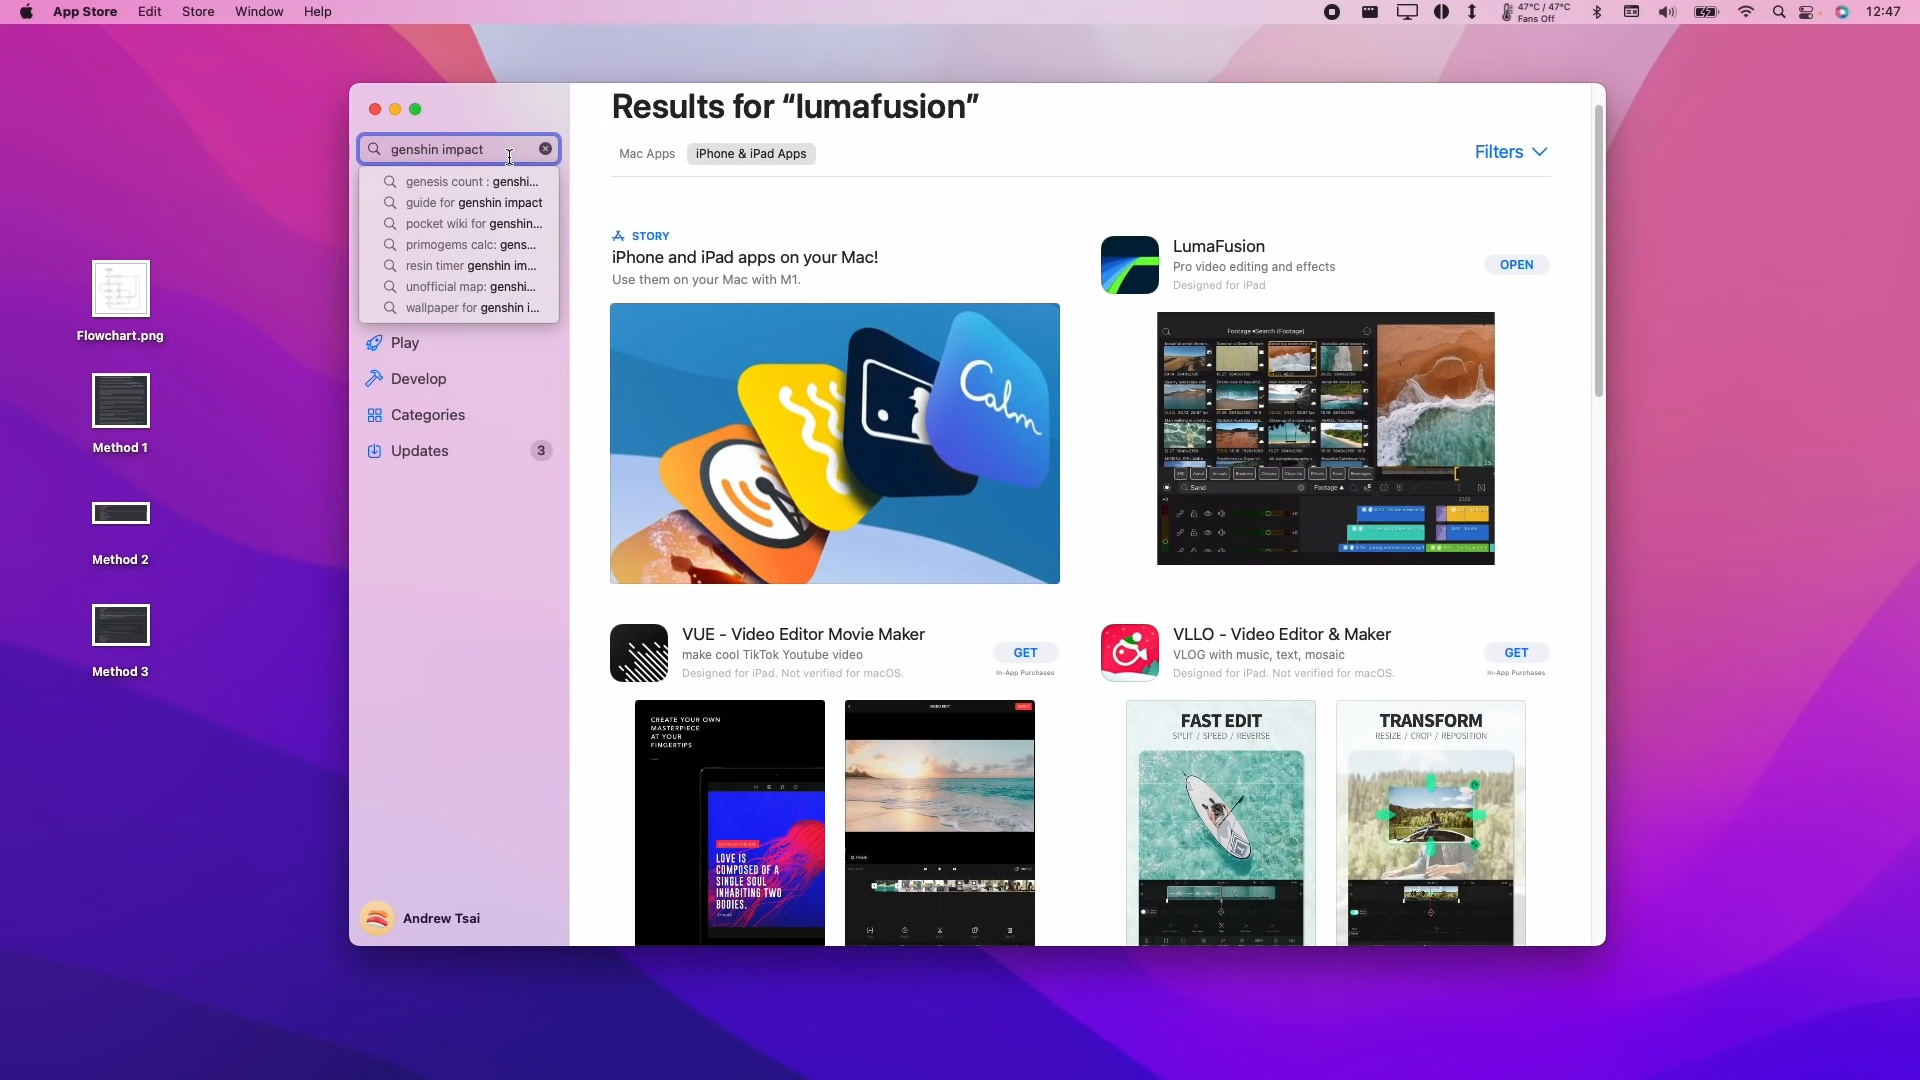 App Store Edit Store Window Help
47°C / 47°C
Fans Off
12:47
genshin impact
genesis count : genshi...
guide for genshin impact
pocket wiki for genshin...
primogems calc: gens...
resin timer genshin im...
unofficial map: genshi...
wallpaper for genshin i...
Play
Develop
Categories
Updates 3
Andrew Tsai
Flowchart.png
Method 1
Method 2
Method 3
Results for “lumafusion”
Mac Apps iPhone & iPad Apps
Filters
STORY
iPhone and iPad apps on your Mac!
Use them on your Mac with M1.
Calm
LumaFusion
Pro video editing and effects
Designed for iPad
OPEN
Footage
Search (Footage)
Sand
Footage
VUE - Video Editor Movie Maker
make cool TikTok Youtube video
Designed for iPad. Not verified for macOS.
GET
In-App Purchases
CREATE YOUR OWN
MASTERPIECE
AT YOUR
FINGERTIPS
LOVE IS
COMPOSED OF A
SINGLE SOUL
INHABITING TWO
BODIES.
VIDEO EDIT
VLLO - Video Editor & Maker
VLOG with music, text, mosaic
Designed for iPad. Not verified for macOS.
GET
In-App Purchases
FAST EDIT
SPLIT / SPEED / REVERSE
TRANSFORM
RESIZE / CROP / REPOSITION